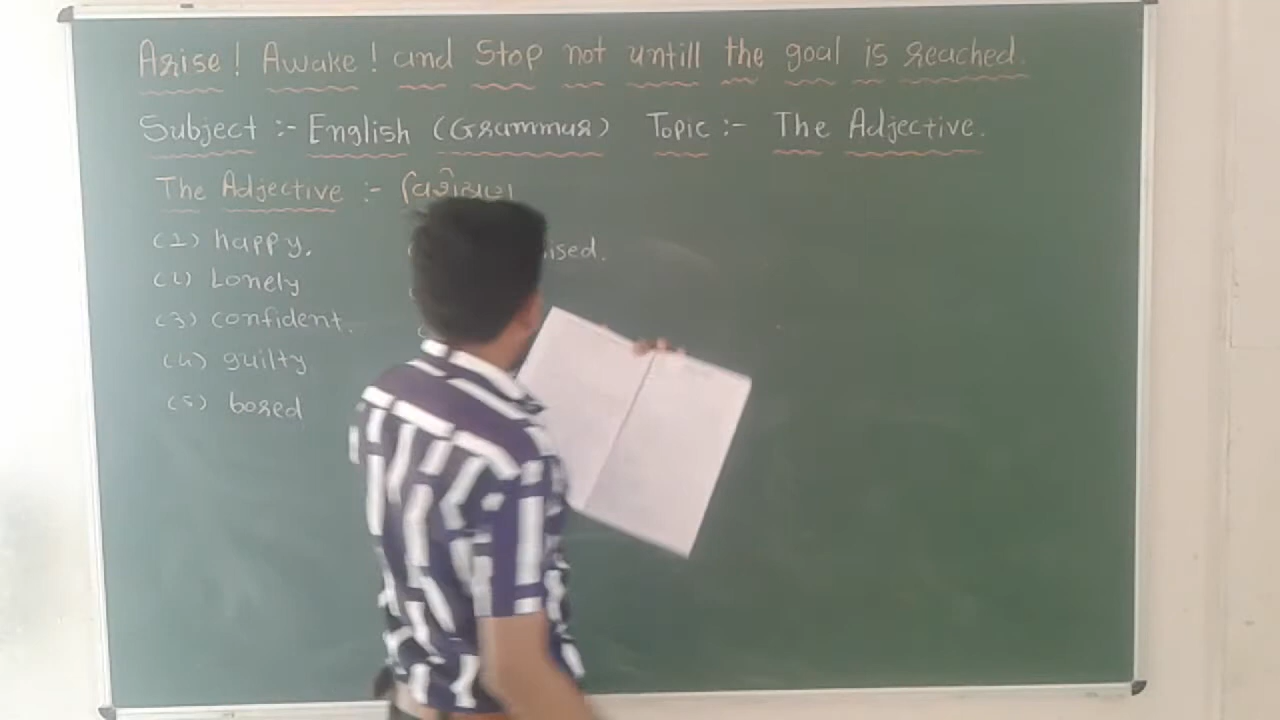 Arise! Awake! and Stop not untill the goal is reached.
Subject :- English (Grammar) Topic :- The Adjective.
The Adjective :- વિશેષણ
(1) happy.
(2) Lonely
(3) confident.
(4) guilty
(5) bored